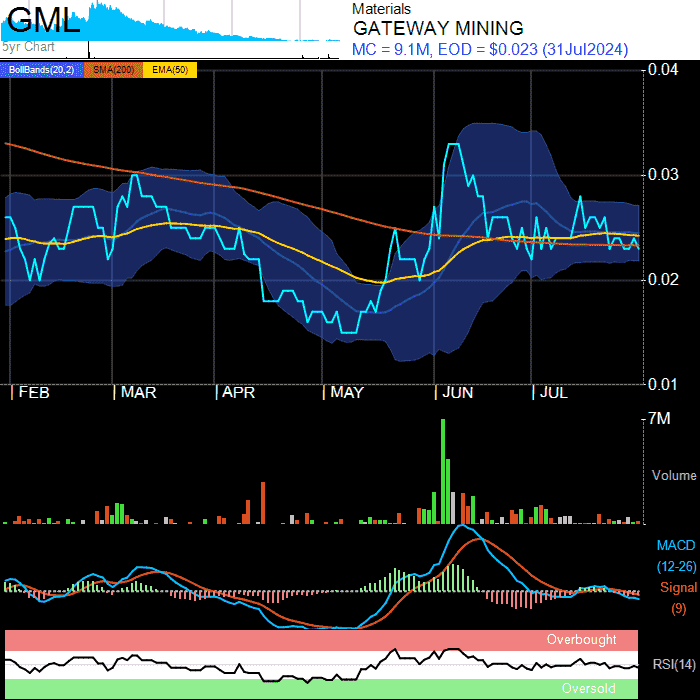 GML
5yr Chart
Materials
GATEWAY MINING
MC = 9.1M, EOD = $0.023 (31Jul2024)
BollBands(20,2) SMA(200) EMA(50)
0.04
0.03
0.02
0.01
FEB MAR APR MAY JUN JUL
7M
Volume
MACD
(12-26)
Signal
(9)
Overbought
RSI(14)
Oversold